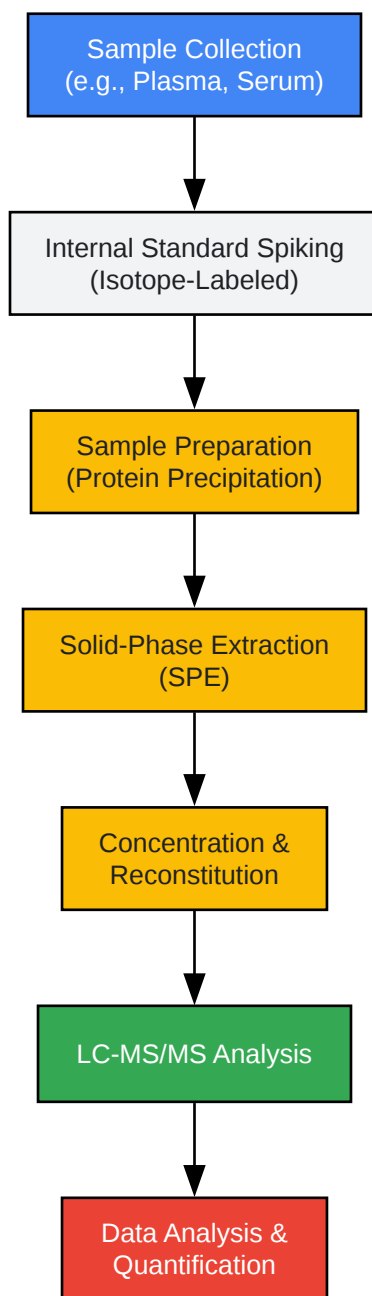 Sample Collection
(e.g., Plasma, Serum)
Internal Standard Spiking
(Isotope-Labeled)
Sample Preparation
(Protein Precipitation)
Solid-Phase Extraction
(SPE)
Concentration &
Reconstitution
LC-MS/MS Analysis
Data Analysis &
Quantification